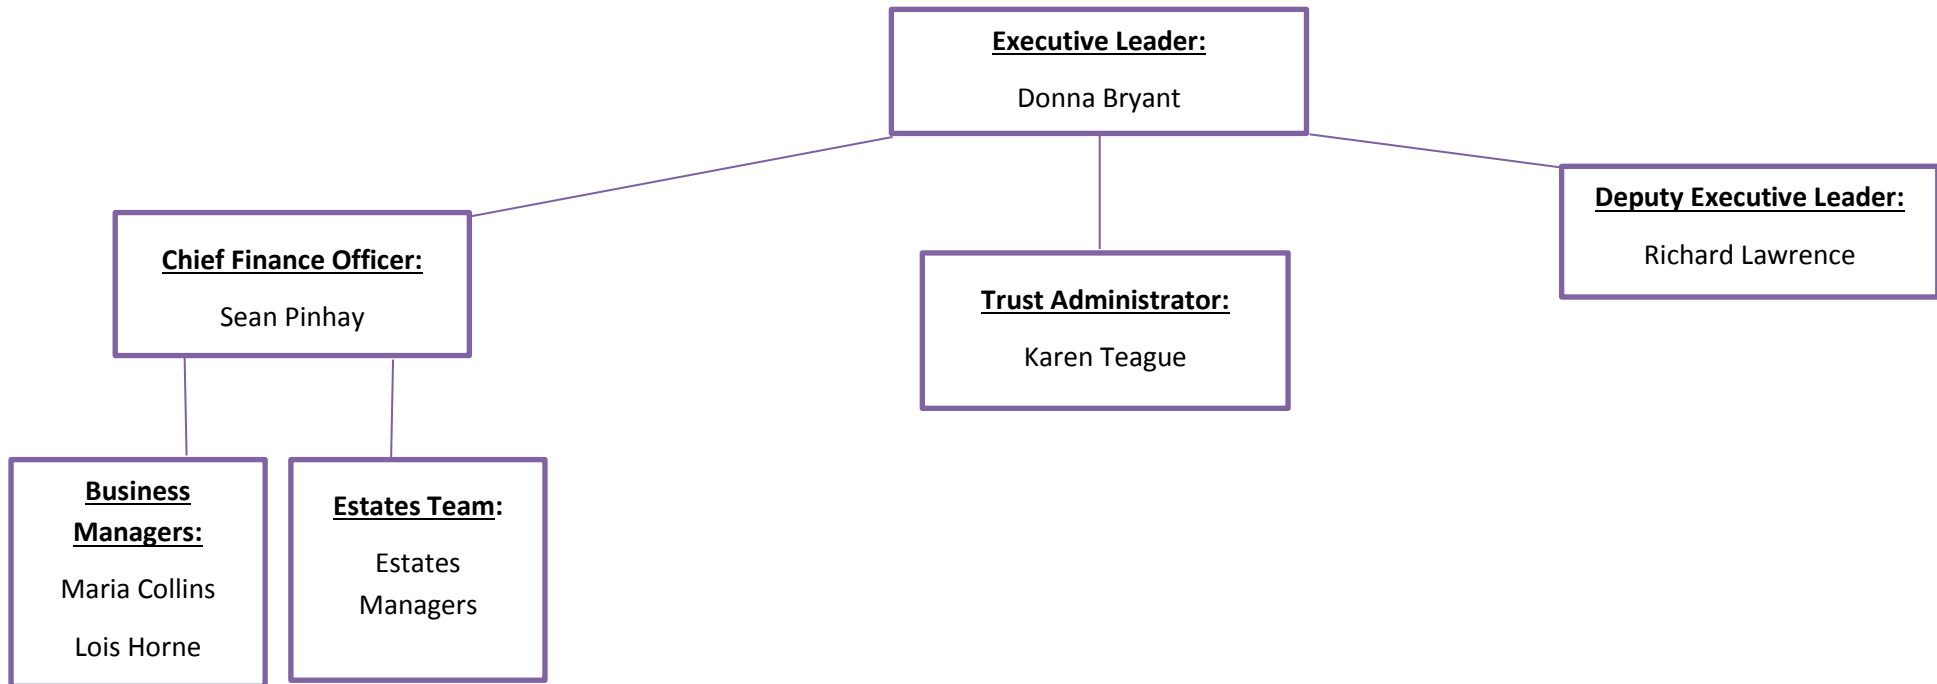 Executive Leader:
Donna Bryant
Deputy Executive Leader:
Richard Lawrence
Chief Finance Officer:
Sean Pinhay
Trust Administrator:
Karen Teague
Business
Managers:
Maria Collins
Lois Horne
Estates Team:
Estates
Managers